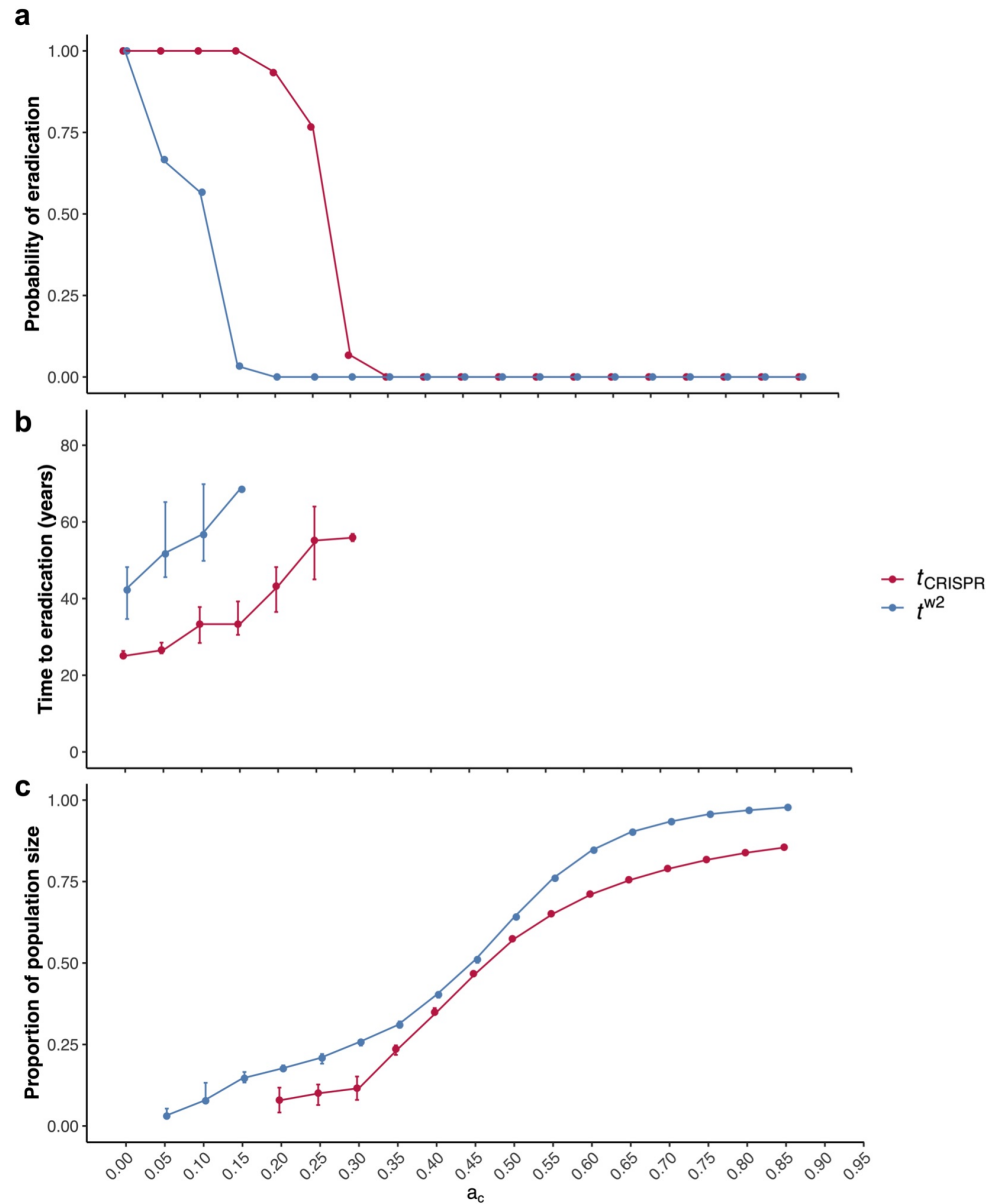 a
Probability of eradication
1.00
0.75
0.50
0.25
0.00
b
Time to eradication (years)
80
60
40
20
0
t CRISPR
t w2
c
Proportion of population size
1.00
0.75
0.50
0.25
0.00
0.00 0.05 0.10 0.15 0.20 0.25 0.30 0.35 0.40 0.45 0.50 0.55 0.60 0.65 0.70 0.75 0.80 0.85 0.90 0.95
a c